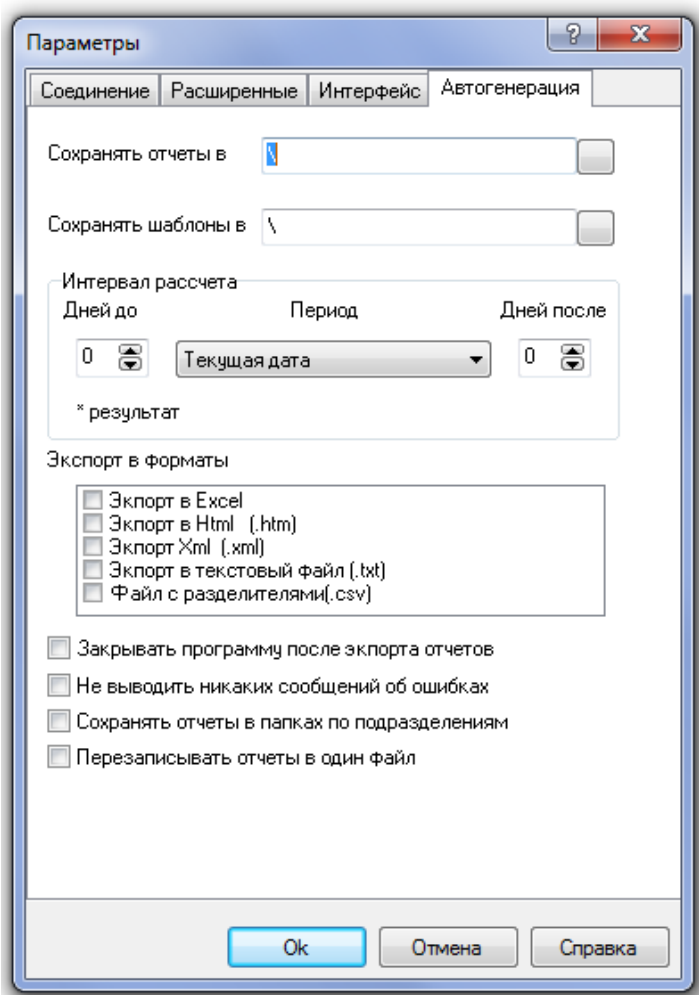 Параметры
?
Соединение Расширенные Интерфейс Автогенерация
Сохранять отчеты в \
Сохранять шаблоны в \
Интервал рассчета
Дней до Период Дней после
0 Текущая дата 0
* результат
Экспорт в форматы
Экпорт в Excel
Экпорт в Html (.htm)
Экпорт Xml (.xml)
Экпорт в текстовый файл (.txt)
Файл с разделителями(.csv)
Закрывать программу после экпорта отчетов
Не выводить никаких сообщений об ошибках
Сохранять отчеты в папках по подразделениям
Перезаписывать отчеты в один файл
Ok Отмена Справка